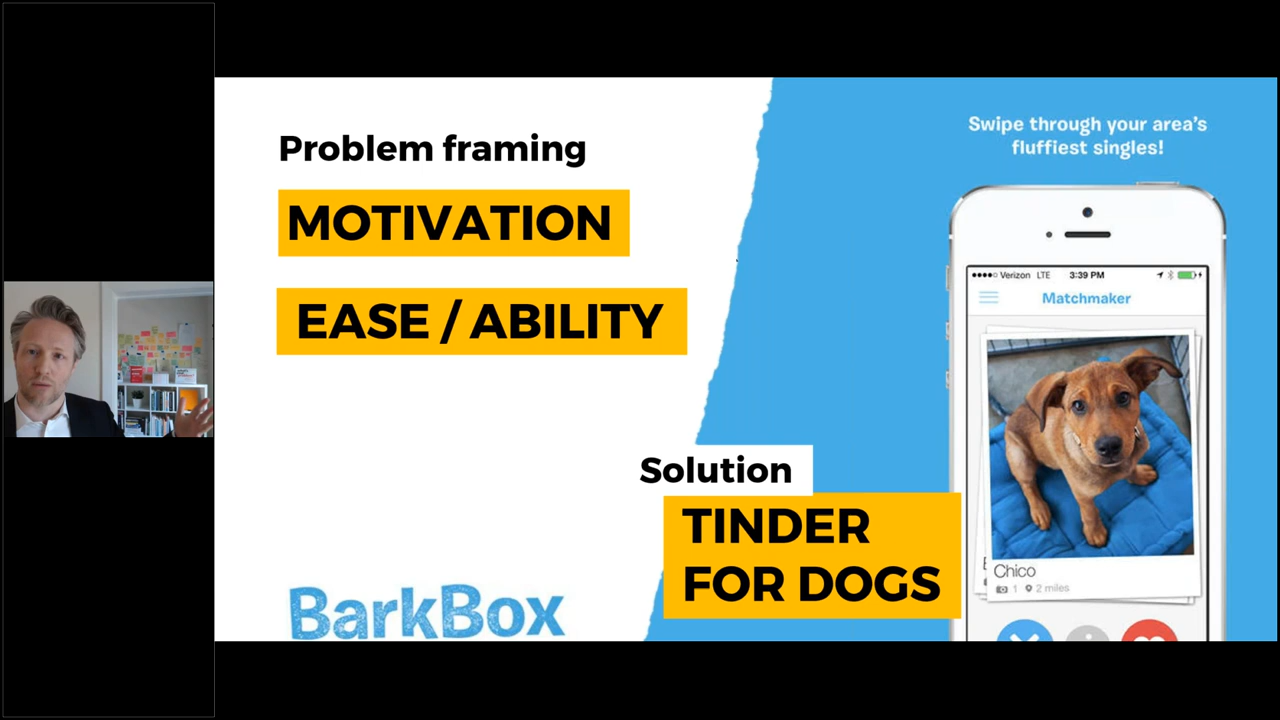 Problem framing
MOTIVATION
EASE / ABILITY
Solution
TINDER
FOR DOGS
BarkBox
Swipe through your area's
fluffiest singles!
Verizon LTE 3:39 PM
Matchmaker
Chico
1 2 miles